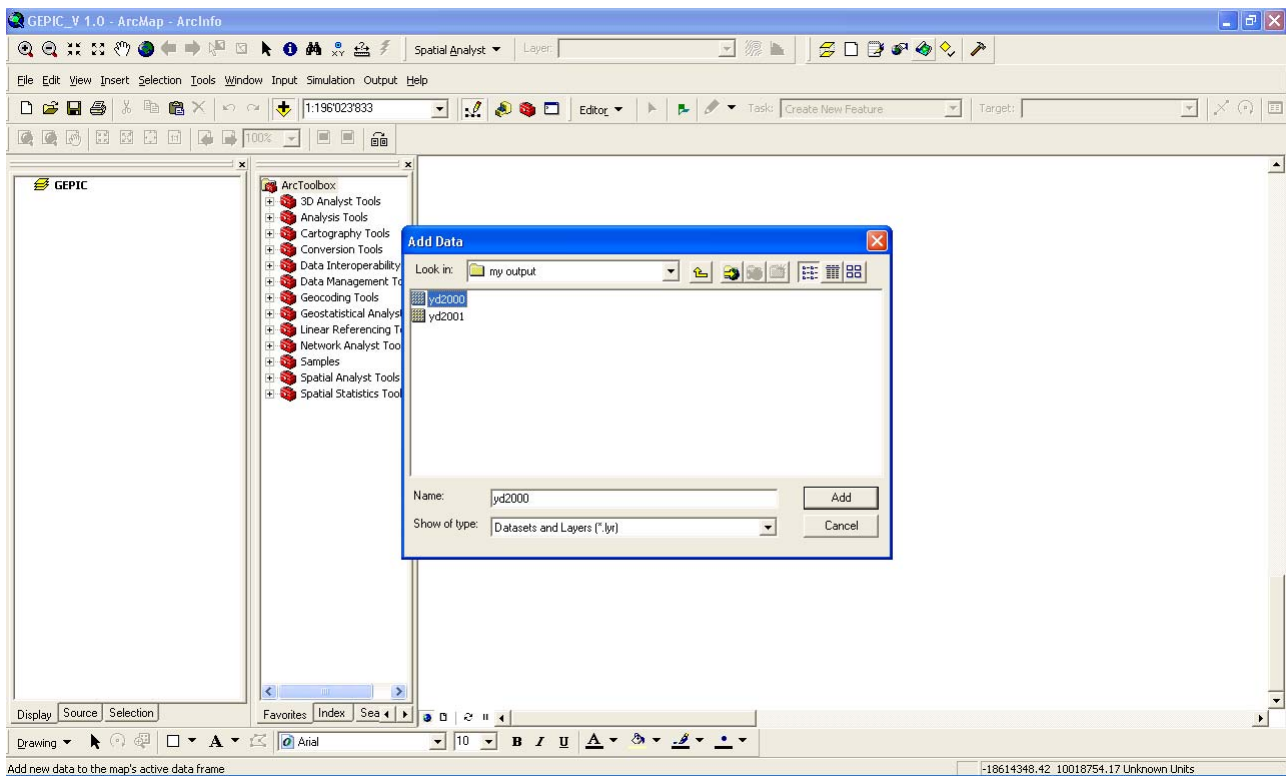 GEPIC_V 1.0 - ArcMap - ArcInfo
Spatial Analyst Layer:
File Edit View Insert Selection Tools Window Input Simulation Output Help
1:196'023'833 Editor Task: Create New Feature Target:
100%
GEPIC
ArcToolbox
3D Analyst Tools
Analysis Tools
Cartography Tools
Conversion Tools
Data Interoperability
Data Management To
Geocoding Tools
Geostatistical Analyst
Linear Referencing T
Network Analyst Too
Samples
Spatial Analyst Tools
Spatial Statistics Tool
Add Data
Look in: my output
yd2000
yd2001
Name: yd2000 Add
Show of type: Datasets and Layers (*.lyr) Cancel
Display Source Selection Favorites Index Sea
Drawing A Arial 10 B I U A
Add new data to the map's active data frame -18614348.42 10018754.17 Unknown Units